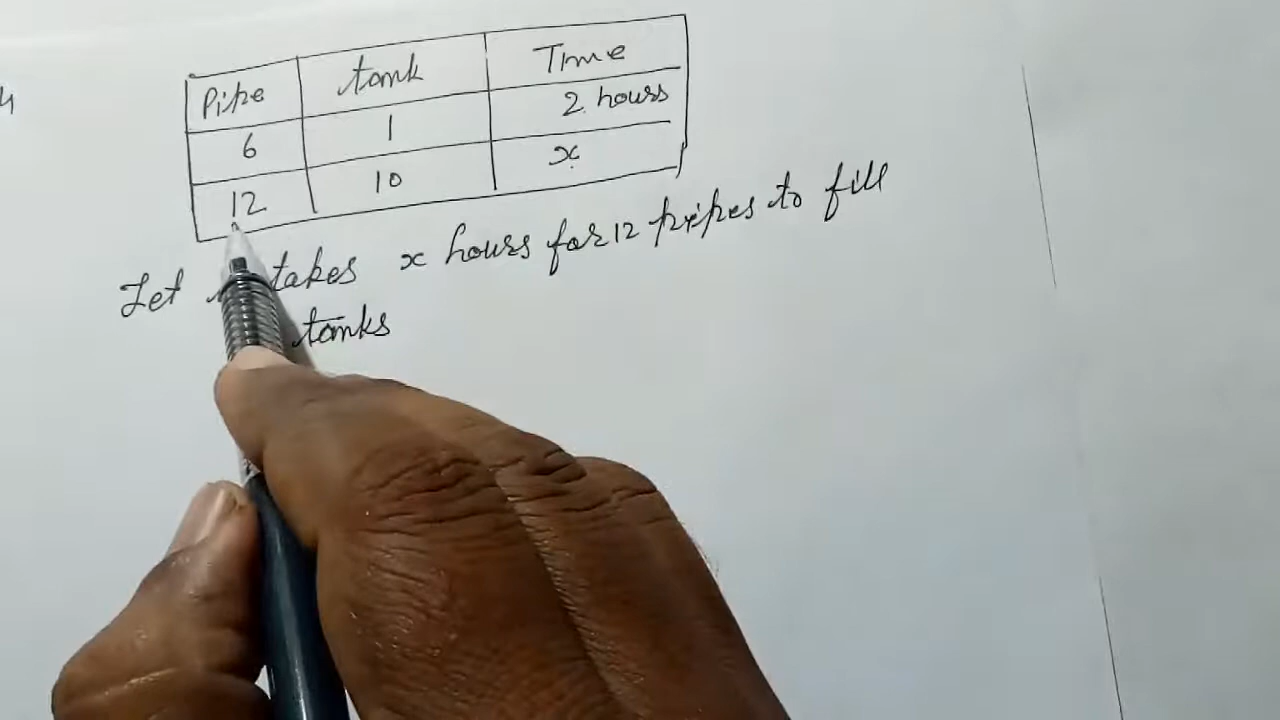 Pipe tank Time
6 1 2 hours
12 10 x
Let takes x hours for 12 pipes to fill
tanks